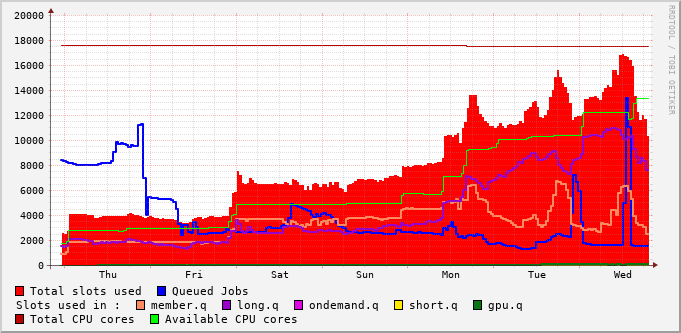 RRDTOOL / TOBI OETIKER
20000
18000
16000
14000
12000
10000
8000
6000
4000
2000
0
Thu Fri Sat Sun Mon Tue Wed
Total slots used Queued Jobs
Slots used in : member.q long.q ondemand.q short.q gpu.q
Total CPU cores Available CPU cores